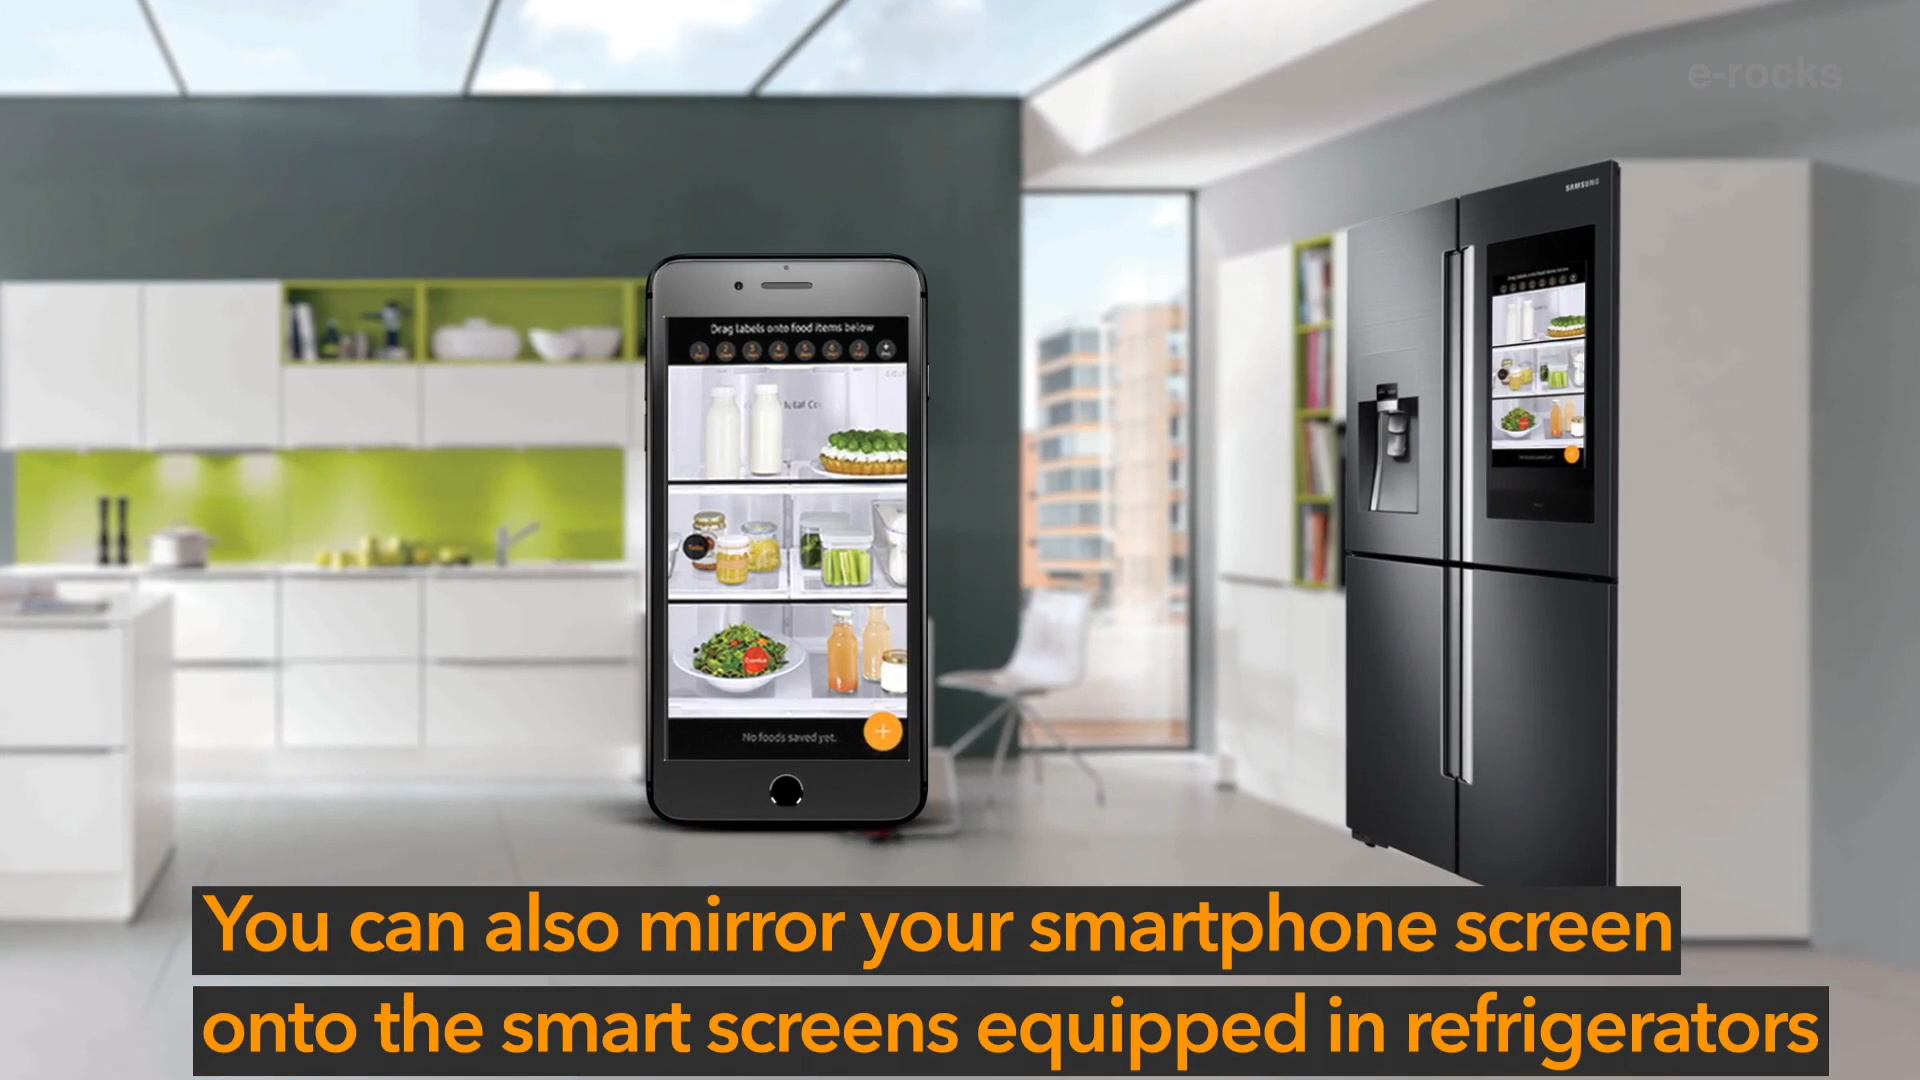 e-rocks
SAMSUNG
Drag labels onto food items below
No foods saved yet.
You can also mirror your smartphone screen
onto the smart screens equipped in refrigerators